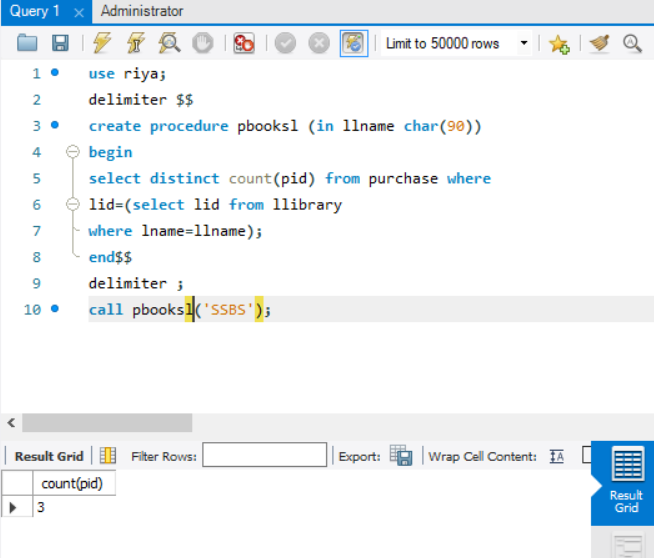 Query 1 Administrator
Limit to 50000 rows
1 use riya;
2 delimiter $$
3 create procedure pbooksl (in llname char(90))
4 begin
5 select distinct count(pid) from purchase where
6 lid=(select lid from llibrary
7 where lname=llname);
8 end$$
9 delimiter ;
10 call pbooksl('SSBS');
Result Grid Filter Rows: Export: Wrap Cell Content:
count(pid)
3
Result
Grid